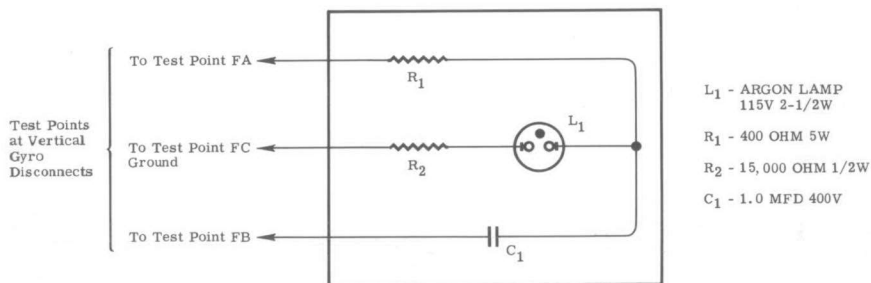 Test Points
at Vertical
Gyro
Disconnects
To Test Point FA
R1
To Test Point FC
Ground
R2
L1
To Test Point FB
C1
L1 - ARGON LAMP
115V 2-1/2W
R1 - 400 OHM 5W
R2 - 15,000 OHM 1/2W
C1 - 1.0 MFD 400V